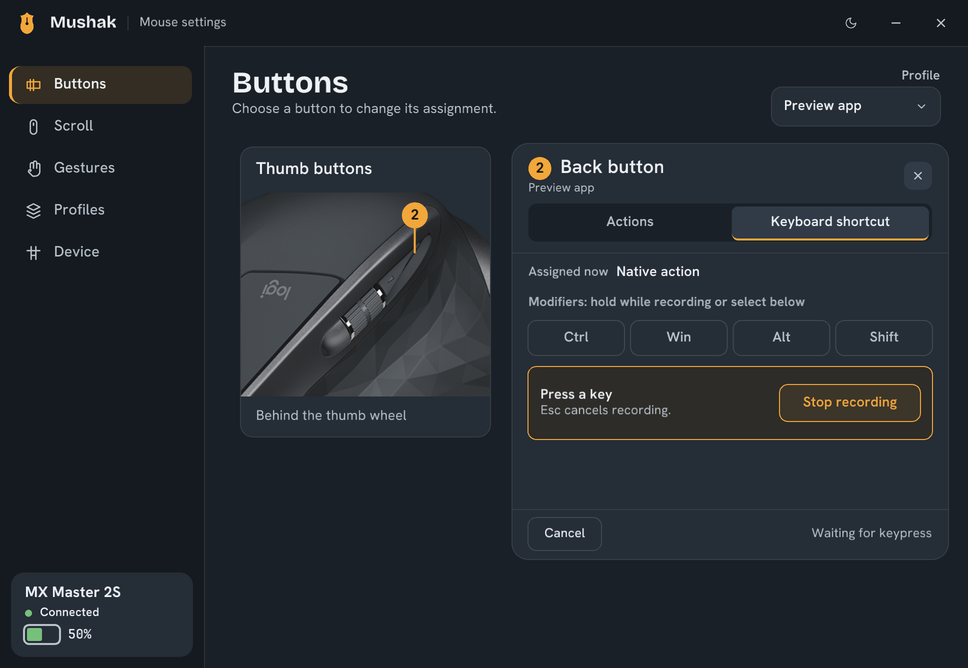 Mushak
Mouse settings
Buttons
Scroll
Gestures
Profiles
Device
MX Master 2S
Connected
50%
Buttons
Choose a button to change its assignment.
Profile
Preview app
Thumb buttons
2
logi
Behind the thumb wheel
2 Back button
Preview app
Actions
Keyboard shortcut
Assigned now Native action
Modifiers: hold while recording or select below
Ctrl
Win
Alt
Shift
Press a key
Esc cancels recording.
Stop recording
Cancel
Waiting for keypress